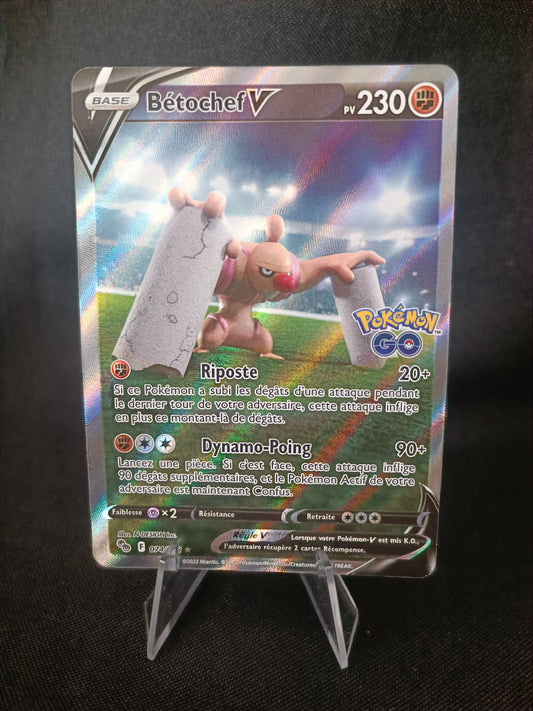 BASE
Bétochef V
PV 230
Pokémon
GO
Riposte 20+
Si ce Pokémon a subi les dégâts d'une attaque pendant
le dernier tour de votre adversaire, cette attaque inflige
en plus ce montant-là de dégâts.
Dynamo-Poing 90+
Lancez une pièce. Si c'est face, cette attaque inflige
90 dégâts supplémentaires, et le Pokémon Actif de votre
adversaire est maintenant Confus.
Faiblesse ×2 Résistance Retraite
Illus. N-DESIGN Inc.
Règle V Lorsque votre Pokémon-V est mis K.O.,
l'adversaire récupère 2 cartes Récompense.
F 074/
©2022 Niantic. Pokémon/ FREAK.